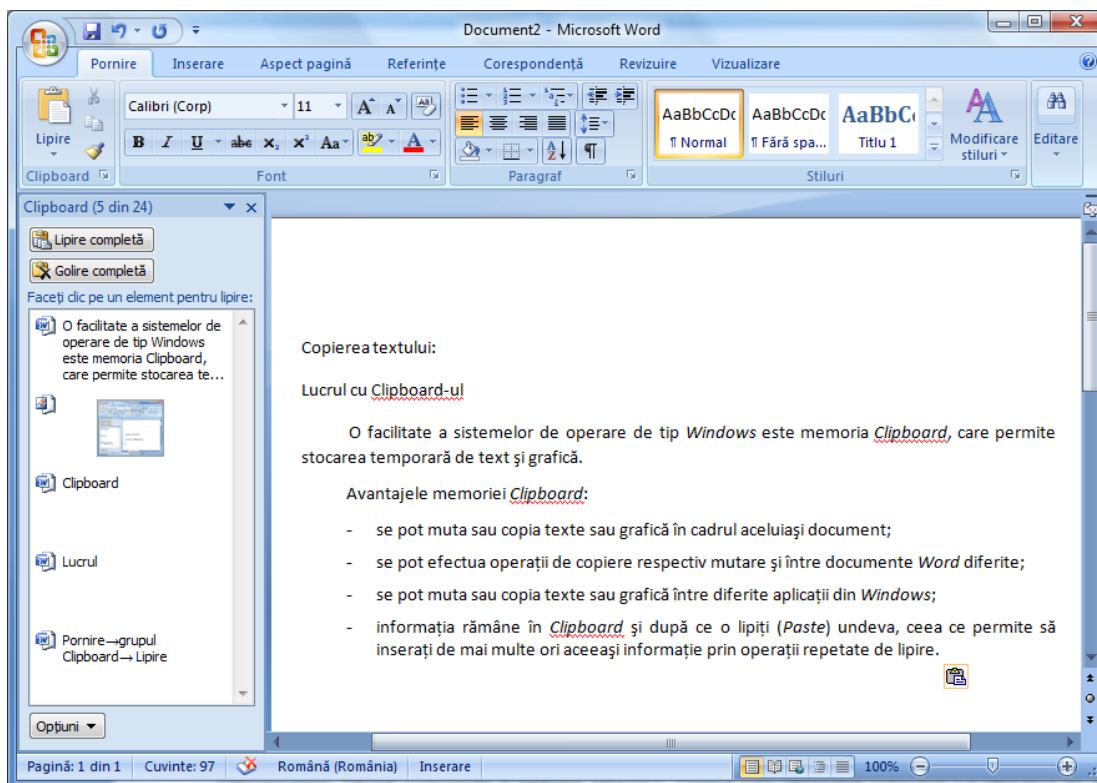 Document2 - Microsoft Word
Pornire Inserare Aspect pagină Referințe Corespondență Revizuire Vizualizare
Calibri (Corp) 11
Lipire
B I U abc x₂ x² Aa ab A
AaBbCcDc AaBbCcDc AaBbC
¶ Normal ¶ Fără spa... Titlu 1
Modificare stiluri
Editare
Clipboard Font Paragraf Stiluri
Clipboard (5 din 24)
Lipire completă
Golire completă
Faceți clic pe un element pentru lipire:
O facilitate a sistemelor de
operare de tip Windows
este memoria Clipboard,
care permite stocarea te...
Clipboard
Lucrul
Pornire→grupul
Clipboard→ Lipire
Opțiuni
Copierea textului:
Lucrul cu Clipboard-ul
O facilitate a sistemelor de operare de tip Windows este memoria Clipboard, care permite
stocarea temporară de text şi grafică.
Avantajele memoriei Clipboard:
- se pot muta sau copia texte sau grafică în cadrul aceluiaşi document;
- se pot efectua operații de copiere respectiv mutare şi între documente Word diferite;
- se pot muta sau copia texte sau grafică între diferite aplicații din Windows;
- informația rămâne în Clipboard şi după ce o lipiți (Paste) undeva, ceea ce permite să
inserați de mai multe ori aceeaşi informație prin operații repetate de lipire.
Pagină: 1 din 1 Cuvinte: 97 Română (România) Inserare 100%